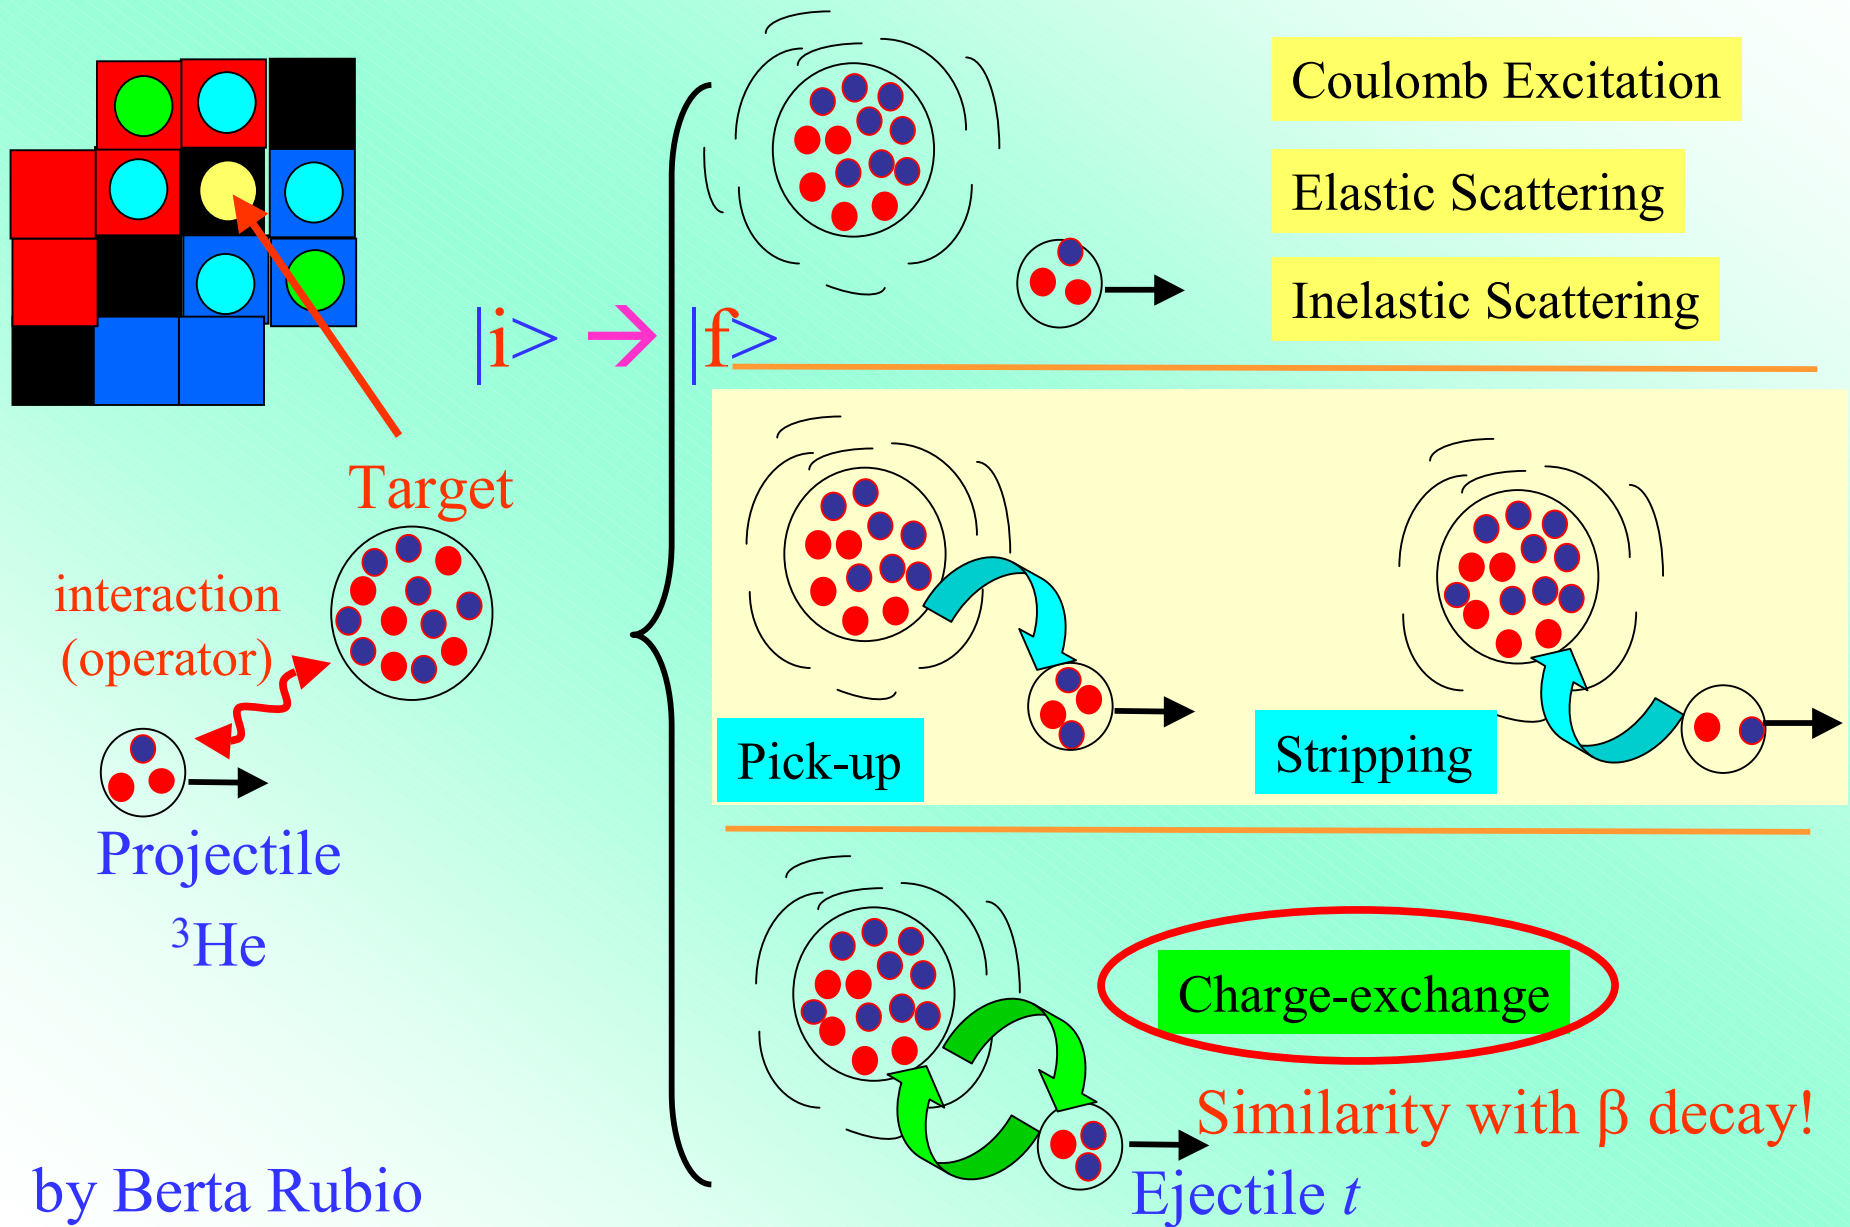 Coulomb Excitation
Elastic Scattering
Inelastic Scattering
|i> → |f>
Target
interaction
(operator)
Projectile
³He
Pick-up
Stripping
Charge-exchange
Similarity with β decay!
Ejectile t
by Berta Rubio